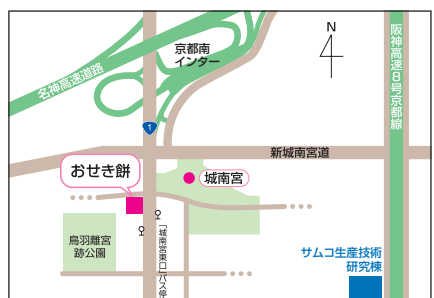 N
京都南
インター
名神高速道路
阪神高速8号京都線
1
新城南宮道
おせき餅
城南宮
鳥羽離宮
跡公園
「城南宮東口」バス停
サムコ生産技術
研究棟